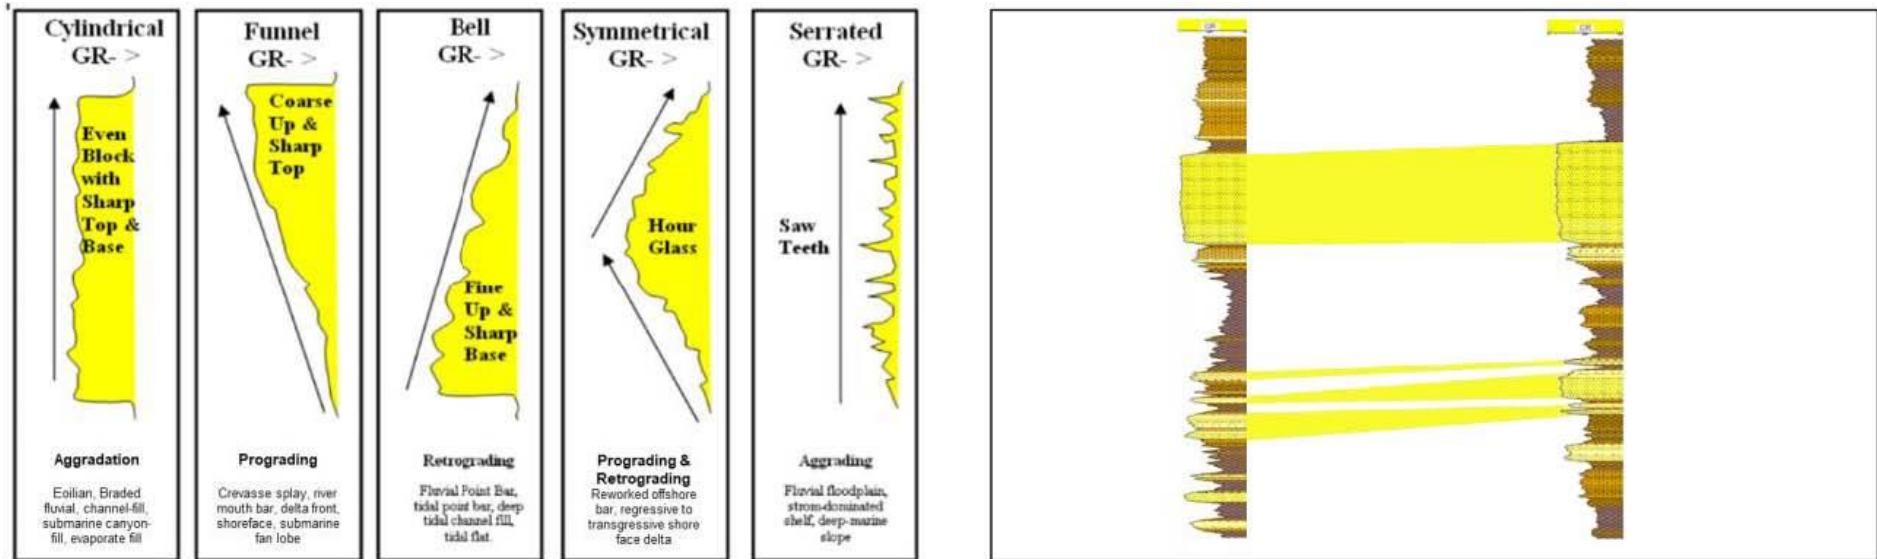 Cylindrical
GR- >
Even
Block
with
Sharp
Top &
Base
Aggradation
Eoilian, Braded
fluvial, channel-fill,
submarine canyon-
fill, evaporate fill
Funnel
GR- >
Coarse
Up &
Sharp
Top
Prograding
Crevasse splay, river
mouth bar, delta front,
shoreface, submarine
fan lobe
Bell
GR- >
Fine
Up &
Sharp
Base
Retrograding
Fluvial Point Bar,
tidal point bar, deep
tidal channel fill,
tidal flat.
Symmetrical
GR- >
Hour
Glass
Prograding &
Retrograding
Reworked offshore
bar, regressive to
transgressive shore
face delta
Serrated
GR- >
Saw
Teeth
Aggrading
Fluvial floodplain,
strom-dominated
shelf, deep-marine
slope
GR
GR